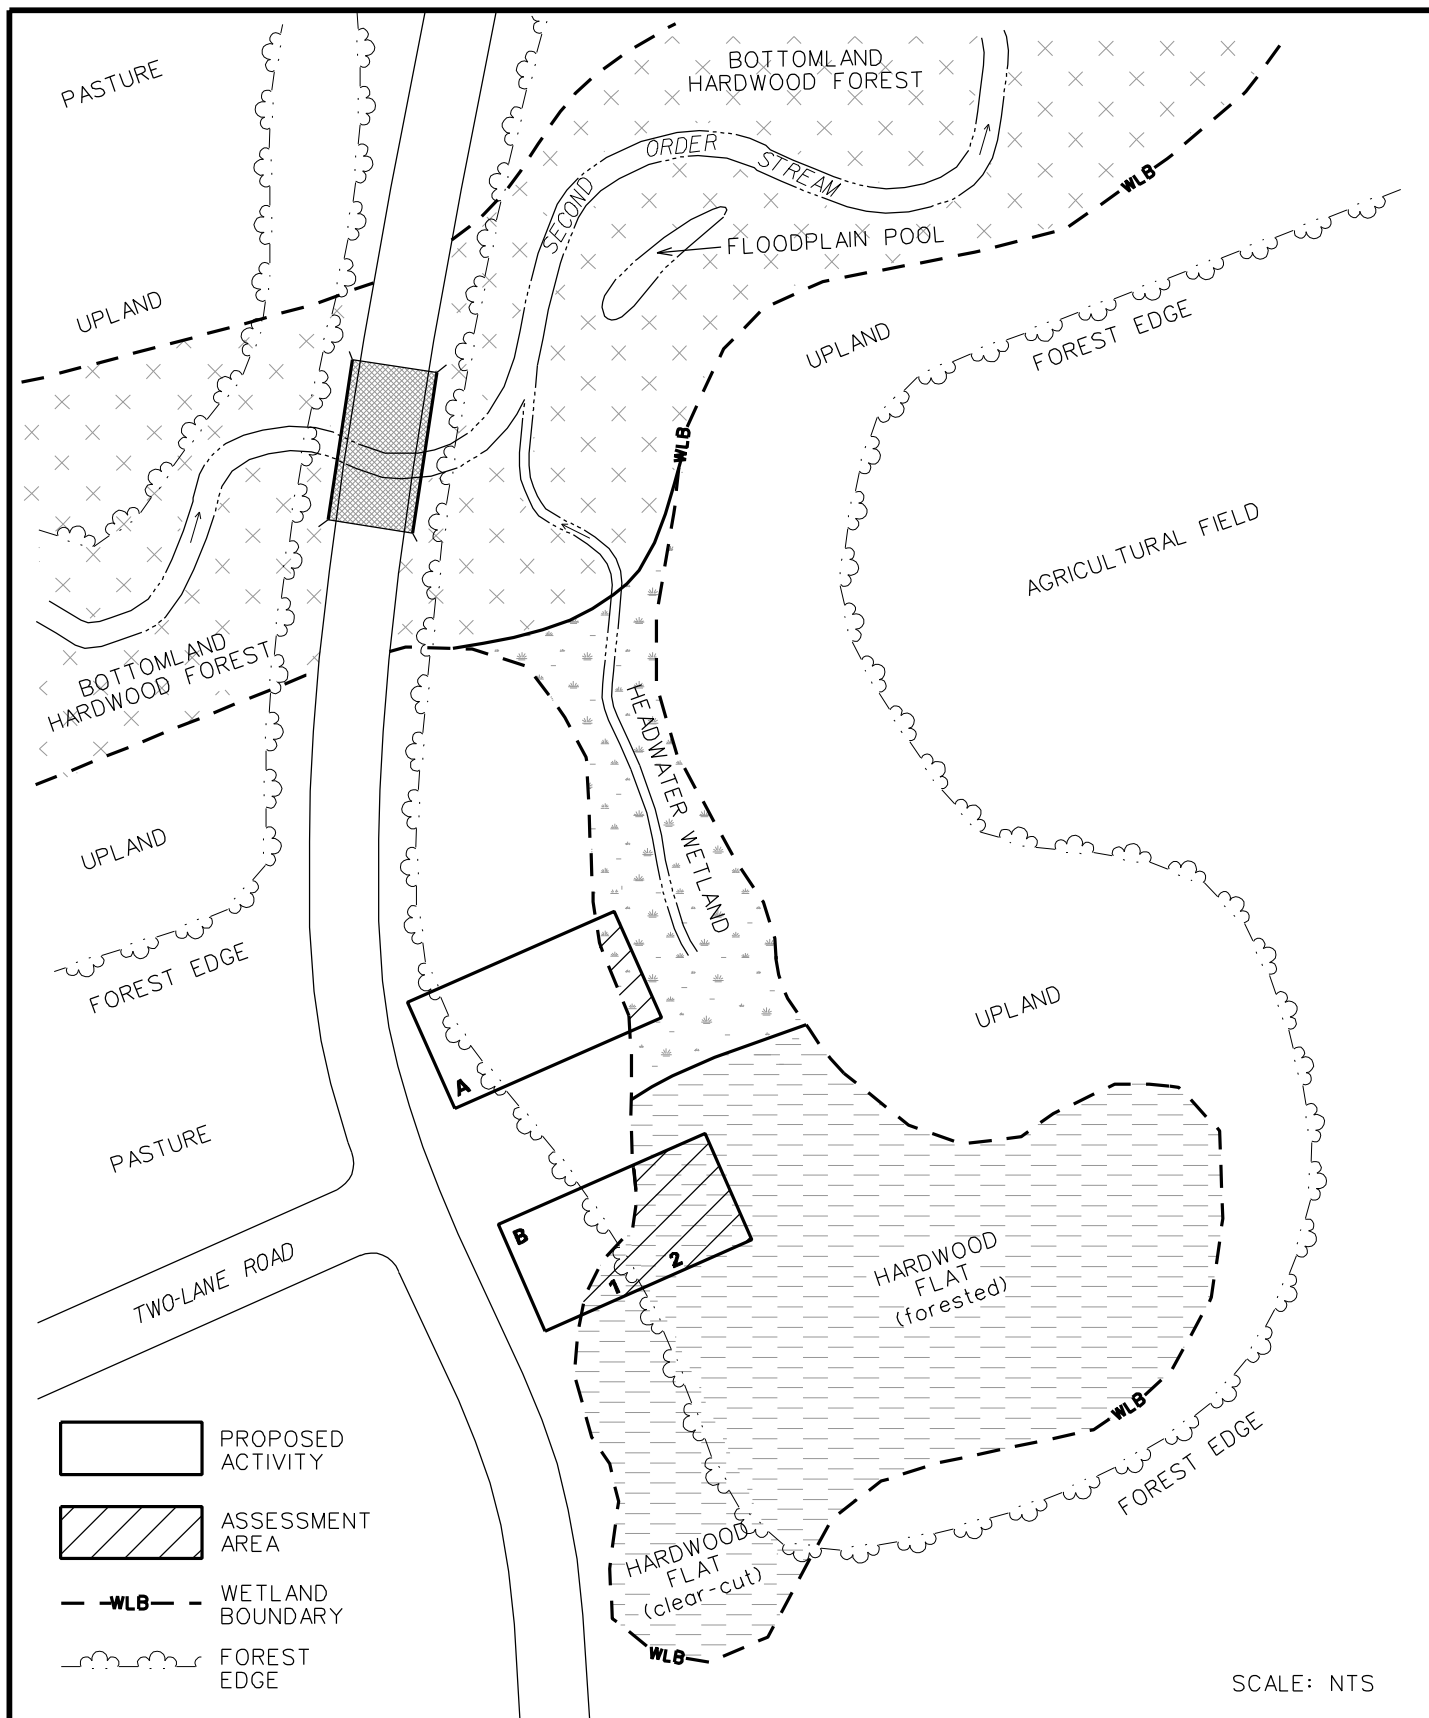 PASTURE
BOTTOMLAND
HARDWOOD FOREST
SECOND ORDER STREAM
WLB
FLOODPLAIN POOL
UPLAND
UPLAND
FOREST EDGE
WLB
AGRICULTURAL FIELD
BOTTOMLAND
HARDWOOD FOREST
HEADWATER WETLAND
UPLAND
FOREST EDGE
UPLAND
A
PASTURE
B
1
2
TWO-LANE ROAD
HARDWOOD
FLAT
(forested)
WLB
FOREST EDGE
HARDWOOD
FLAT
(clear-cut)
WLB
PROPOSED
ACTIVITY
ASSESSMENT
AREA
WLB
WETLAND
BOUNDARY
FOREST
EDGE
SCALE: NTS